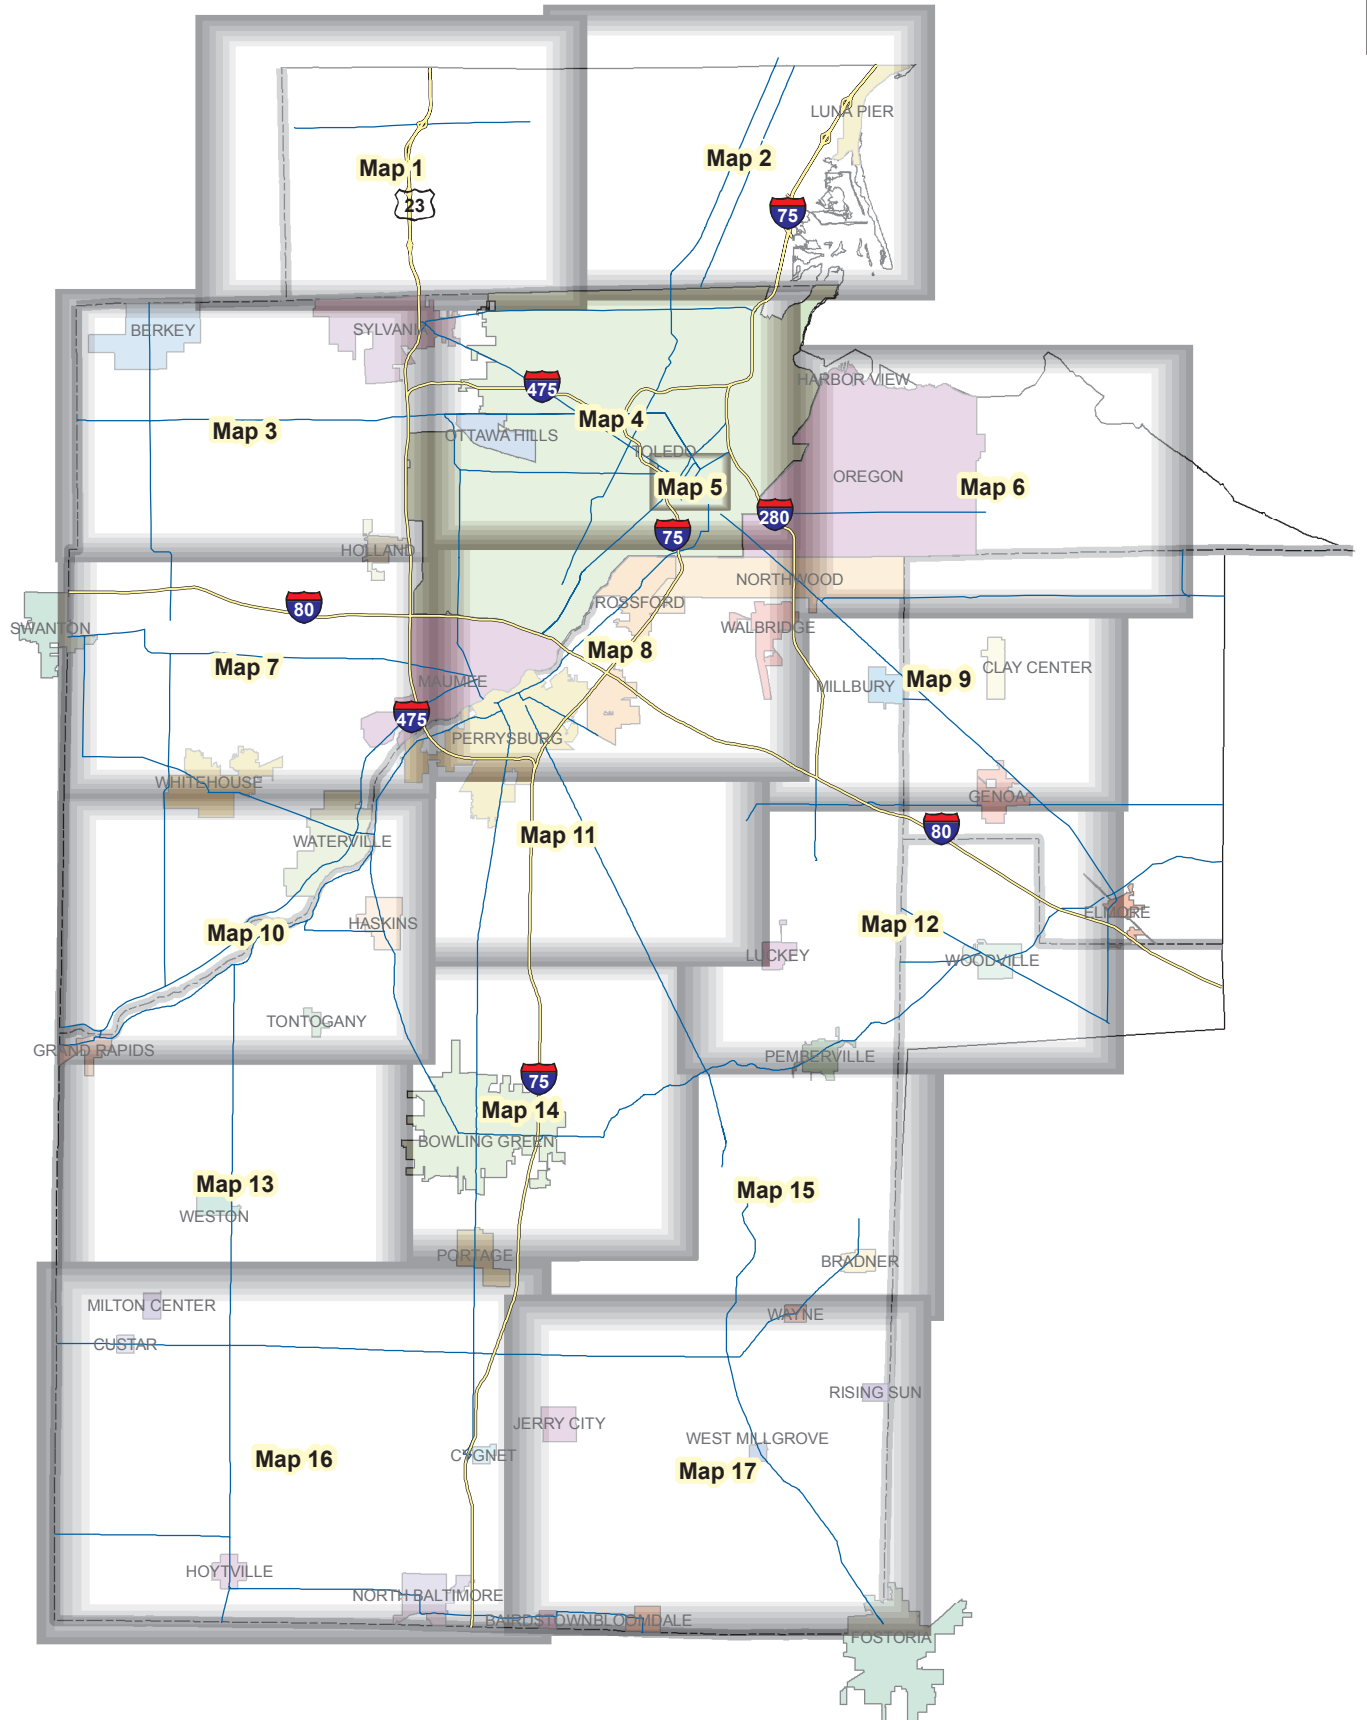 LUNA PIER
Map 2
Map 1
23
75
BERKEY
SYLVANIA
HARBOR VIEW
475
Map 4
Map 3
OTTAWA HILLS
TOLEDO
OREGON
Map 6
Map 5
280
75
HOLLAND
NORTHWOOD
80
ROSSFORD
SWANTON
WALBRIDGE
Map 8
Map 7
CLAY CENTER
MAUMEE
MILLBURY
Map 9
475
PERRYSBURG
WHITEHOUSE
GENOA
80
Map 11
WATERVILLE
ELMORE
HASKINS
Map 12
Map 10
LUCKEY
WOODVILLE
TONTOGANY
GRAND RAPIDS
PEMBERVILLE
75
Map 14
BOWLING GREEN
Map 13
Map 15
WESTON
PORTAGE
BRADNER
MILTON CENTER
WAYNE
CUSTAR
RISING SUN
JERRY CITY
WEST MILLGROVE
CYGNET
Map 16
Map 17
HOYTVILLE
NORTH BALTIMORE
BAIRDSTOWN
BLOOMDALE
FOSTORIA